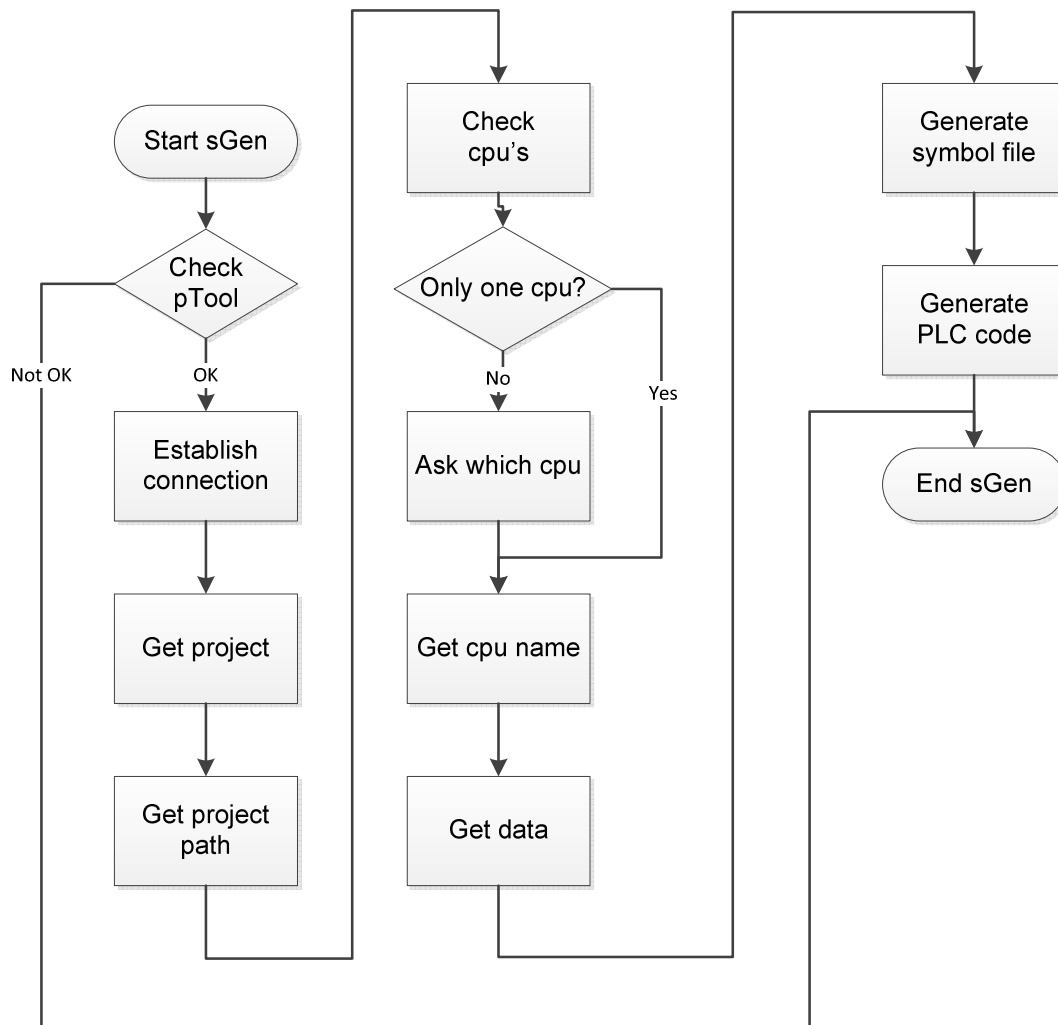 Start sGen
Check
pTool
Not OK
OK
Establish
connection
Get project
Get project
path
Check
cpu’s
Only one cpu?
No
Yes
Ask which cpu
Get cpu name
Get data
Generate
symbol file
Generate
PLC code
End sGen